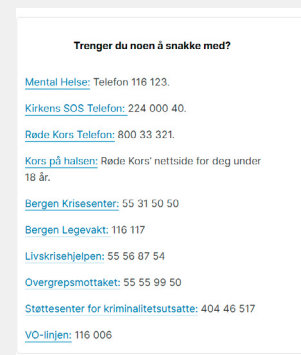 Trenger du noen å snakke med?
Mental Helse: Telefon 116 123.
Kirkens SOS Telefon: 224 000 40.
Røde Kors Telefon: 800 33 321.
Kors på halsen: Røde Kors' nettside for deg under
18 år.
Bergen Krisesenter: 55 31 50 50
Bergen Legevakt: 116 117
Livskrisehjelpen: 55 56 87 54
Overgrepsmottaket: 55 55 99 50
Støttesenter for kriminalitetsutsatte: 404 46 517
VO-linjen: 116 006